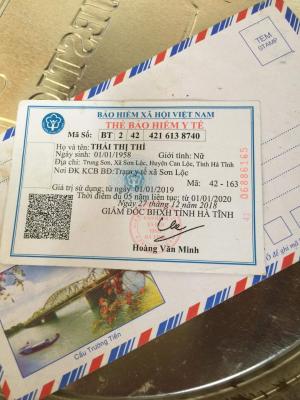 TEM
STAMP
BẢO HIỂM XÃ HỘI VIỆT NAM
THẺ BẢO HIỂM Y TẾ
Mã Số: BT 2 42 421 613 8740
Họ và tên: THÁI THỊ THÌ
Ngày sinh: 01/01/1958 Giới tính: Nữ
Địa chỉ: Trung Sơn, Xã Sơn Lộc, Huyện Can Lộc, Tỉnh Hà Tĩnh
Nơi ĐK KCB BĐ: Trạm y tế xã Sơn Lộc
Mã: 42 - 163
Giá trị sử dụng: từ ngày 01/01/2019
Thời điểm đủ 05 năm liên tục: từ 01/01/2020
Ngày 27 tháng 12 năm 2018
GIÁM ĐỐC BHXH TỈNH HÀ TĨNH
Hoàng Văn Minh
41 06886165
Cầu Trường Tiền